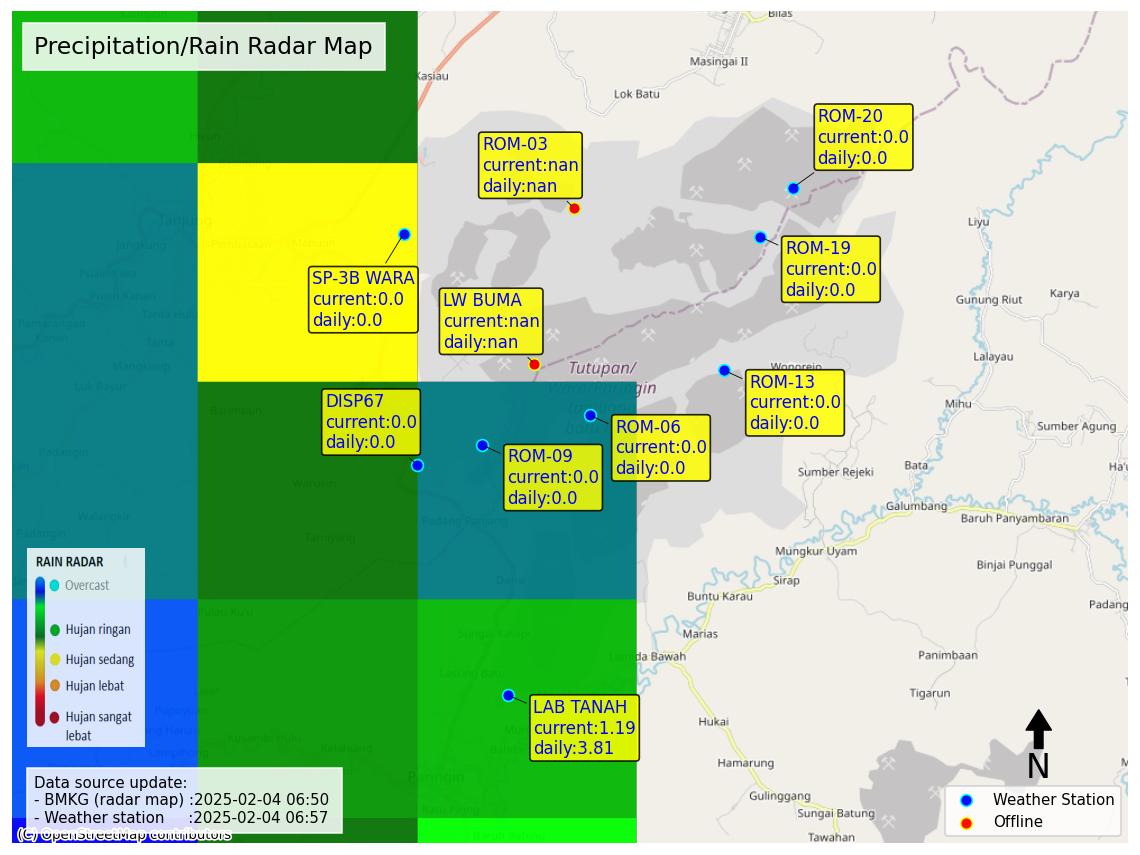 Precipitation/Rain Radar Map
Bilas
Masingai II
Kasiau
Lok Batu
ROM-20
current:0.0
daily:0.0
ROM-03
current:nan
daily:nan
Tanjung
Jangkung
Liyu
ROM-19
current:0.0
daily:0.0
SP-3B WARA
current:0.0
daily:0.0
LW BUMA
current:nan
daily:nan
Gunung Riut
Karya
Tutupan/
Wonorejo
Lalayau
ROM-13
current:0.0
daily:0.0
DISP67
current:0.0
daily:0.0
ROM-06
current:0.0
daily:0.0
ROM-09
current:0.0
daily:0.0
Mihu
Sumber Agung
Sumber Rejeki
Bata
Galumbang
Baruh Panyambaran
Padang Panjang
Mungkur Uyam
Binjai Punggal
Sirap
Buntu Karau
Padang
Marias
Panimbaan
Tigarun
RAIN RADAR
Overcast
Hujan ringan
Hujan sedang
Hujan lebat
Hujan sangat
lebat
LAB TANAH
current:1.19
daily:3.81
Hukai
Hamarung
Gulinggang
Sungai Batung
Tawahan
Paringin
N
Data source update:
- BMKG (radar map) :2025-02-04 06:50
- Weather station :2025-02-04 06:57
(C) OpenStreetMap contributors
Weather Station
Offline